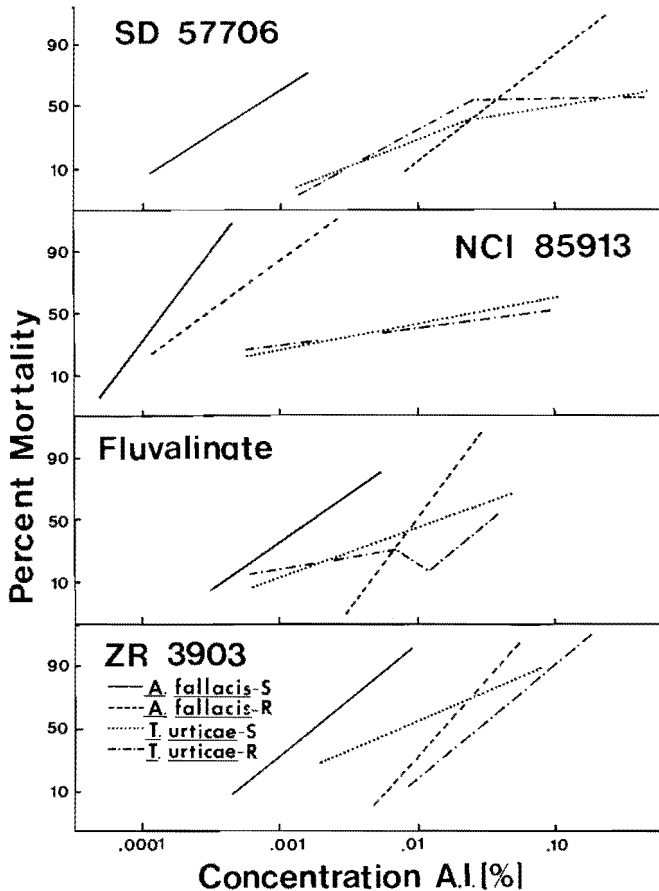 SD 57706
90
50
10
NCI 85913
90
50
10
Fluvalinate
90
50
10
ZR 3903
A. fallacis-S
A. fallacis-R
T. urticae-S
T. urticae-R
90
50
10
Percent Mortality
.0001
.001
.01
.10
Concentration A.I.[%]